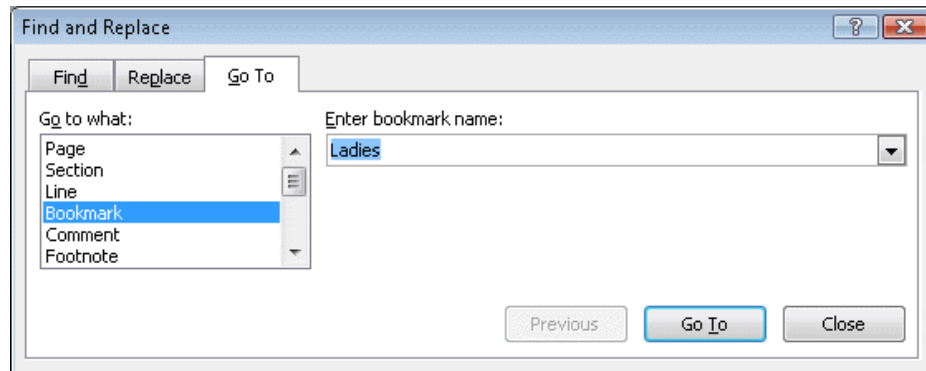 Find and Replace
Find Replace Go To
Go to what:
Page
Section
Line
Bookmark
Comment
Footnote
Enter bookmark name:
Ladies
Previous Go To Close